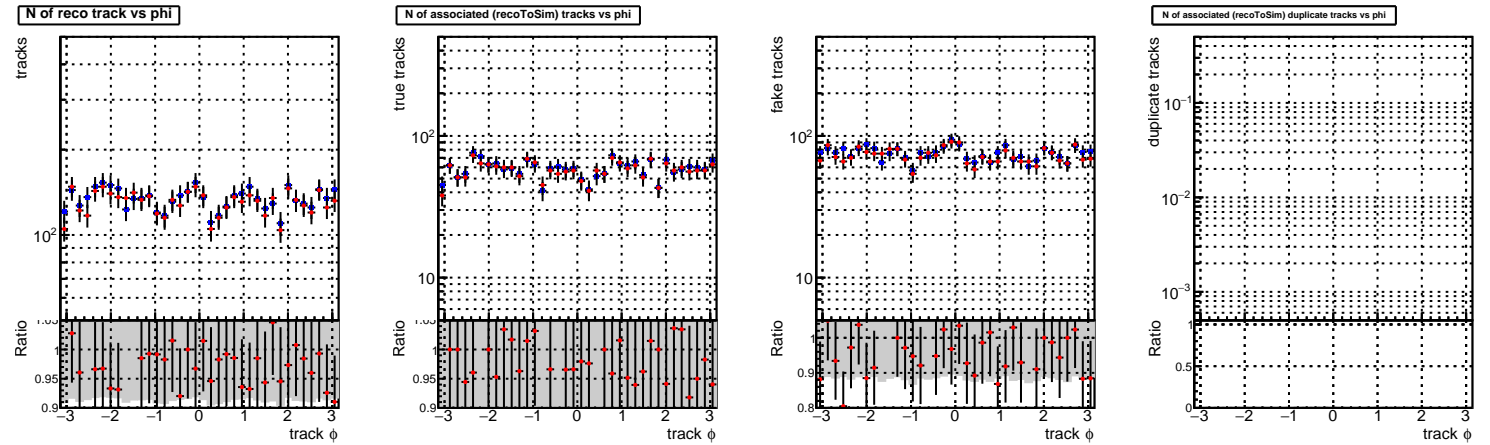 N of reco track vs phi
tracks
10²
Ratio
1.05
1
0.95
0.9
−3 −2 −1 0 1 2 3
track ϕ
N of associated (recoToSim) tracks vs phi
true tracks
10²
10
Ratio
1
0.95
0.9
−3 −2 −1 0 1 2 3
track ϕ
fake tracks
10²
10
Ratio
1
0.9
0.8
−3 −2 −1 0 1 2 3
track ϕ
N of associated (recoToSim) duplicate tracks vs phi
duplicate tracks
10⁻¹
10⁻²
10⁻³
Ratio
1
0.5
0
−3 −2 −1 0 1 2 3
track ϕ